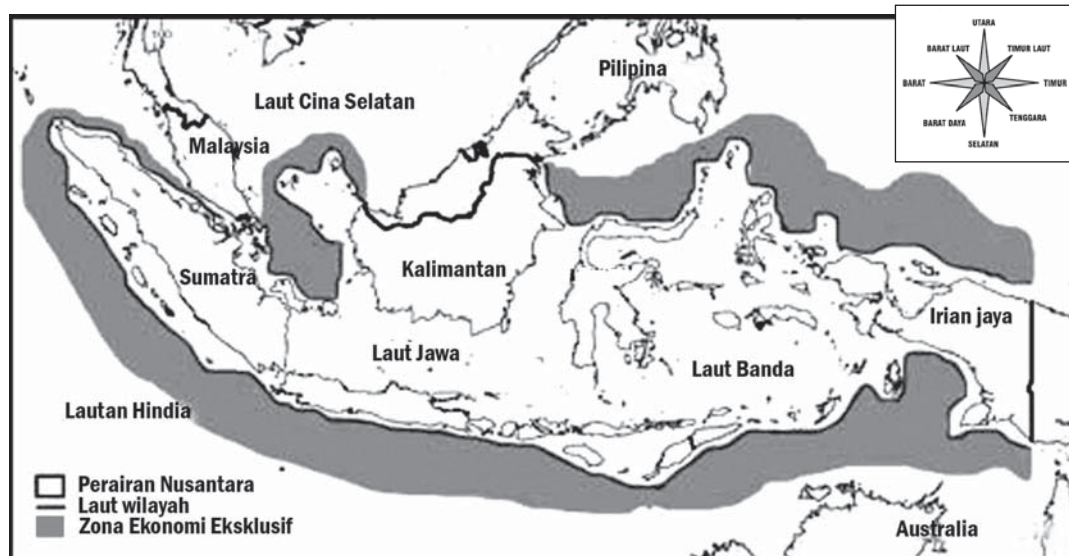 UTARA
BARAT LAUT
TIMUR LAUT
BARAT
TIMUR
BARAT DAYA
TENGGARA
SELATAN
100
Pilipina
Laut Cina Selatan
Malaysia
Kalimantan
Sumatra
Irian jaya
Laut Jawa
Laut Banda
Lautan Hindia
Perairan Nusantara
Laut wilayah
Zona Ekonomi Eksklusif
Australia